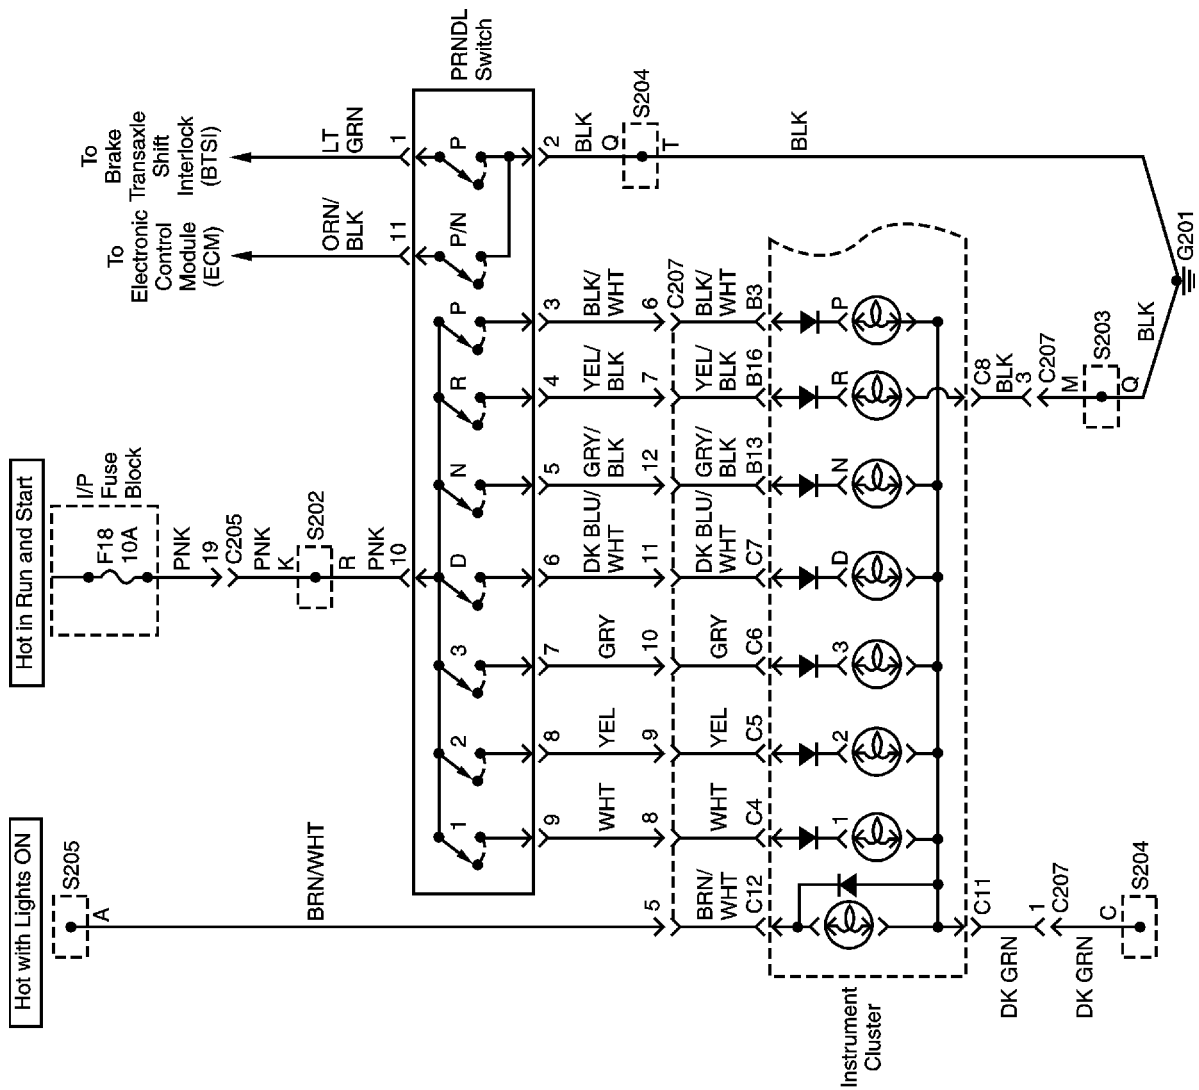 Hot with Lights ON
S205
A
BRN/WHT
Hot in Run and Start
I/P
Fuse
Block
F18
10A
PNK
19
C205
PNK
K
S202
R
PNK
10
To
Brake
Transaxle
Shift
Interlock
(BTSI)
LT
GRN
1
To
Electronic
Control
Module
(ECM)
ORN/
BLK
11
PRNDL
Switch
1
2
3
D
N
R
P
P/N
P
9
8
7
6
5
4
3
2
WHT
YEL
GRY
DK BLU/
WHT
GRY/
BLK
YEL/
BLK
BLK/
WHT
BLK
Q
S204
T
BLK
5
8
9
10
11
12
7
6
C207
BRN/
WHT
WHT
YEL
GRY
DK BLU/
WHT
GRY/
BLK
YEL/
BLK
BLK/
WHT
C12
C4
C5
C6
C7
B13
B16
B3
1
2
3
D
N
R
P
Instrument
Cluster
C11
DK GRN
1
C207
DK GRN
C
S204
C8
BLK
3
C207
M
S203
Q
BLK
G201